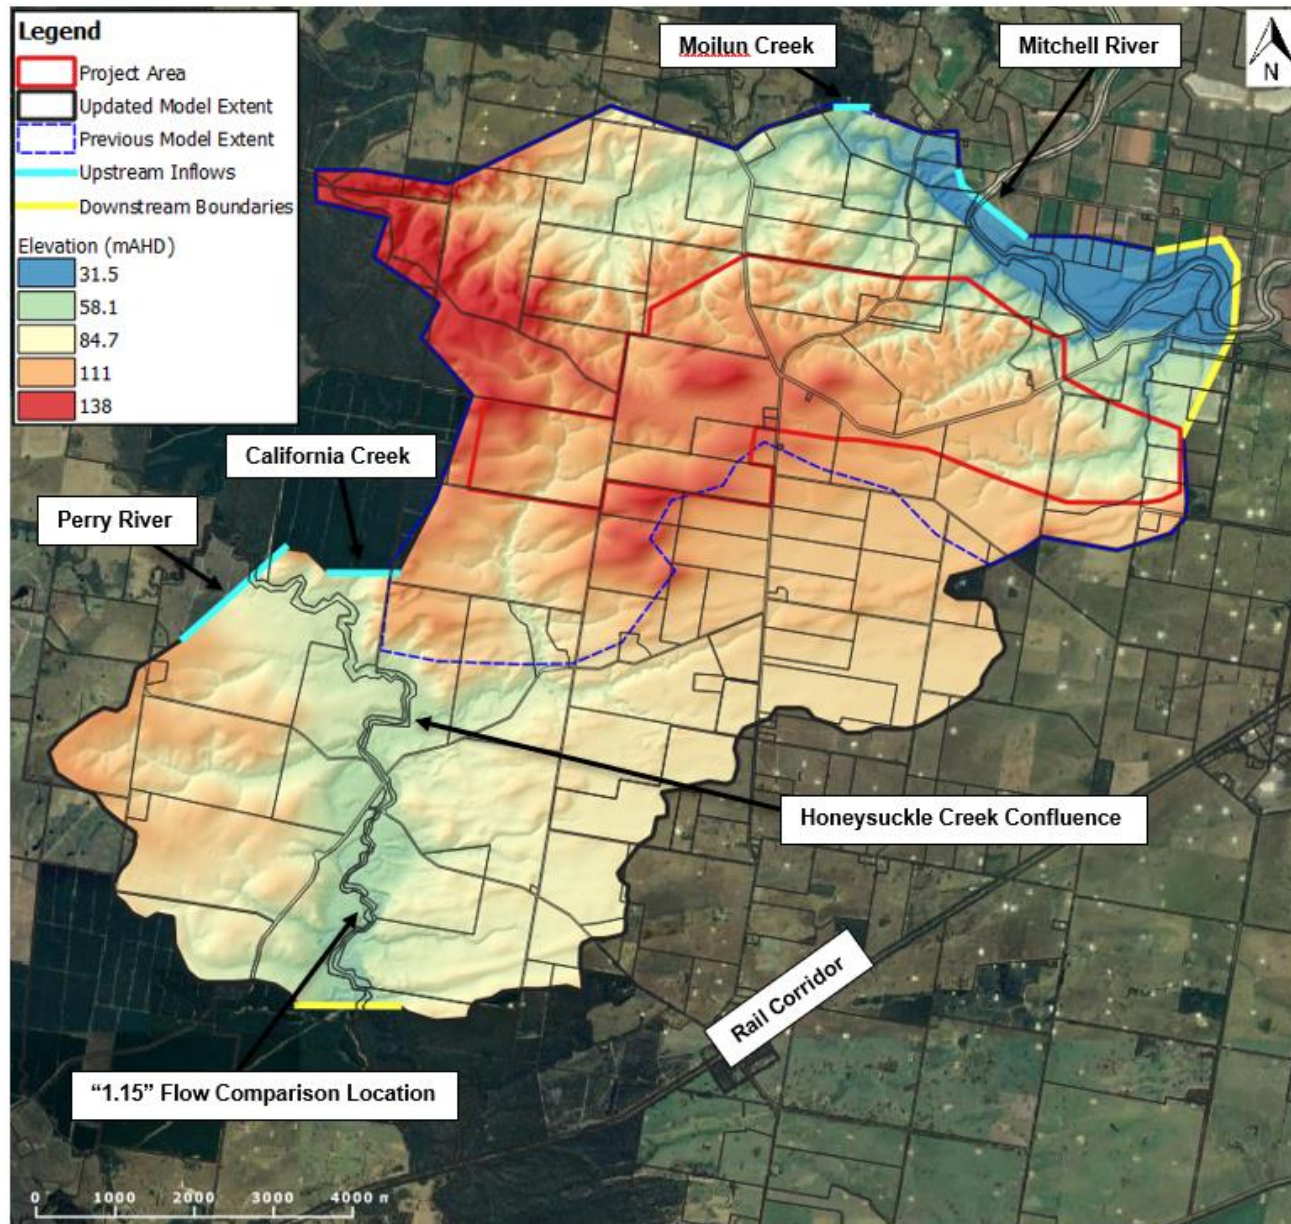 Legend
Project Area
Updated Model Extent
Previous Model Extent
Upstream Inflows
Downstream Boundaries
Elevation (mAHD)
31.5
58.1
84.7
111
138
Moilun Creek
Mitchell River
N
California Creek
Perry River
Honeysuckle Creek Confluence
Rail Corridor
“1.15” Flow Comparison Location
0 1000 2000 3000 4000 m